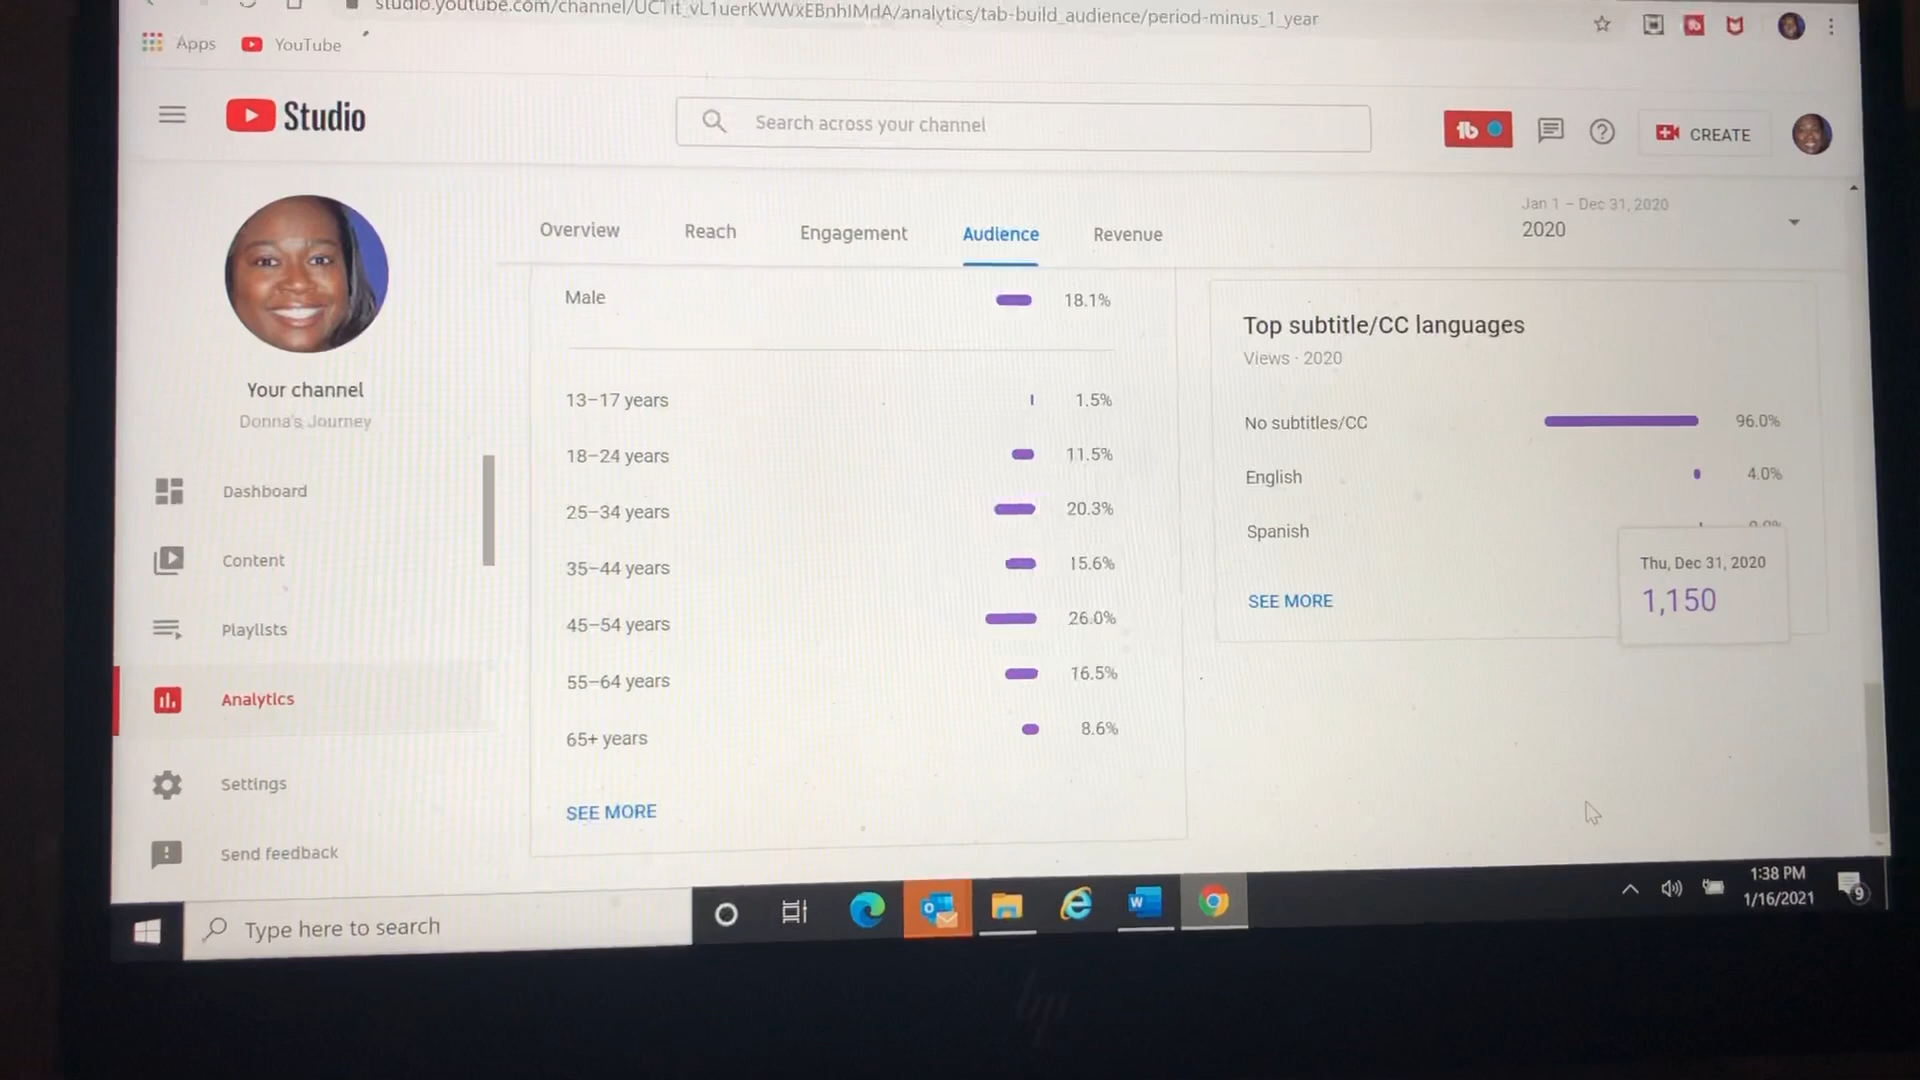 studio.youtube.com/channel/UC1it_vL1uerKWWxEBnhIMdA/analytics/tab-build_audience/period-minus_1_year
Apps
YouTube
Studio
Search across your channel
CREATE
Your channel
Donna's Journey
Dashboard
Content
Playlists
Analytics
Settings
Send feedback
Overview
Reach
Engagement
Audience
Revenue
Jan 1 – Dec 31, 2020
2020
Male 18.1%
13–17 years 1.5%
18–24 years 11.5%
25–34 years 20.3%
35–44 years 15.6%
45–54 years 26.0%
55–64 years 16.5%
65+ years 8.6%
SEE MORE
Top subtitle/CC languages
Views · 2020
No subtitles/CC 96.0%
English 4.0%
Spanish 0.0%
SEE MORE
Thu, Dec 31, 2020
1,150
Type here to search
1:38 PM
1/16/2021
9
hp